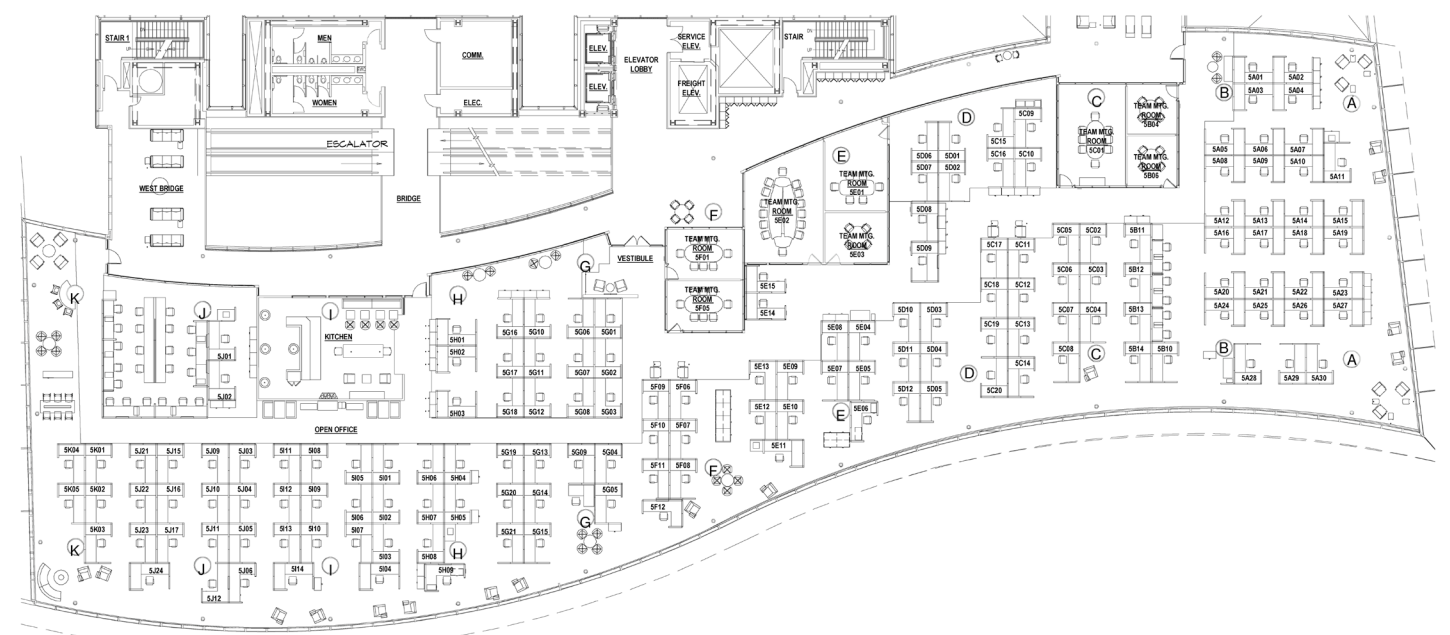 STAIR 1
UP
DN
MEN
WOMEN
COMM.
ELEC.
ELEV.
ELEV.
ELEVATOR
LOBBY
SERVICE
ELEV.
FREIGHT
ELEV.
STAIR
DN
UP
ESCALATOR
WEST BRIDGE
BRIDGE
VESTIBULE
KITCHEN
OPEN OFFICE
TEAM MTG.
ROOM
5C01
TEAM MTG.
ROOM
5B04
TEAM MTG.
ROOM
5B06
TEAM MTG.
ROOM
5E01
TEAM MTG.
ROOM
5E02
TEAM MTG.
ROOM
5E03
TEAM MTG.
ROOM
5F01
TEAM MTG.
ROOM
5F05
A
B
C
D
E
F
G
H
I
J
K
5A01 5A02
5A03 5A04
5A05 5A06 5A07
5A08 5A09 5A10
5A11
5A12 5A13 5A14 5A15
5A16 5A17 5A18 5A19
5A20 5A21 5A22 5A23
5A24 5A25 5A26 5A27
5A28 5A29 5A30
5C09
5C15
5C16 5C10
5D06 5D01
5D07 5D02
5D08
5D09
5C17 5C11
5C18 5C12
5C19 5C13
5C14
5C20
5C05 5C02
5C06 5C03
5C07 5C04
5C08
5B11
5B12
5B13
5B14 5B10
5D10 5D03
5D11 5D04
5D12 5D05
5E15
5E14
5E08 5E04
5E07 5E05
5E06
5E13 5E09
5E12 5E10
5E11
5F09 5F06
5F10 5F07
5F11 5F08
5F12
5G16 5G10
5G17 5G11
5G18 5G12
5G06 5G01
5G07 5G02
5G08 5G03
5H01
5H02
5H03
5J01
5J02
5K04 5K01
5K05 5K02
5K03
5J21 5J15
5J22 5J16
5J23 5J17
5J24
5J09 5J03
5J10 5J04
5J11 5J05
5J06
5J12
5I11 5I08
5I12 5I09
5I13 5I10
5I14
5I05 5I01
5I06 5I02
5I07
5I03
5I04
5H06 5H04
5H07 5H05
5H08
5H09
5G19 5G13
5G20 5G14
5G21 5G15
5G09 5G04
5G05
A
B
C
D
E
F
G
H
I
J
K